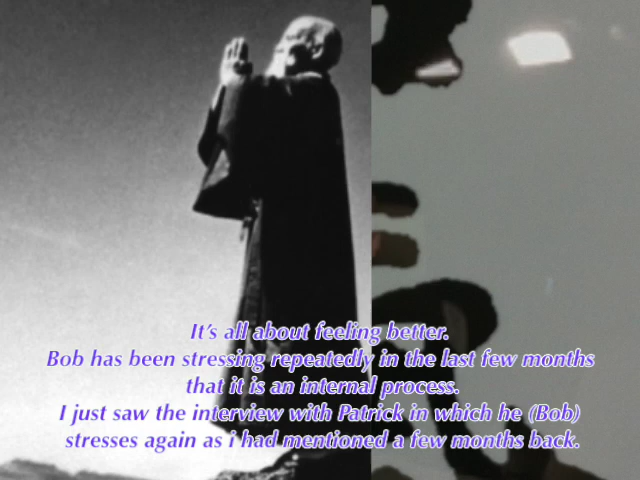 It's all about feeling better.
Bob has been stressing repeatedly in the last few months
that it is an internal process.
I just saw the interview with Patrick in which he (Bob)
stresses again as i had mentioned a few months back.